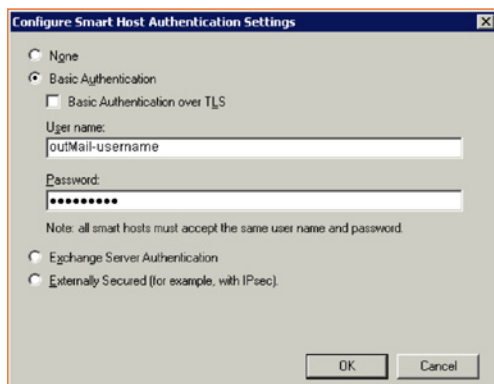 Configure Smart Host Authentication Settings
None
Basic Authentication
Basic Authentication over TLS
User name:
outMail-username
Password:
•••••••••
Note: all smart hosts must accept the same user name and password.
Exchange Server Authentication
Externally Secured (for example, with IPsec).
OK Cancel